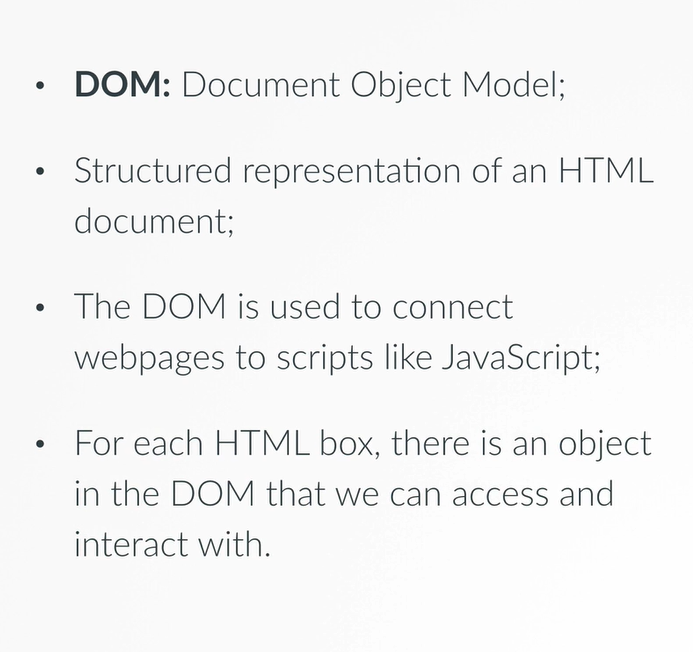 • DOM: Document Object Model;
• Structured representation of an HTML
document;
• The DOM is used to connect
webpages to scripts like JavaScript;
• For each HTML box, there is an object
in the DOM that we can access and
interact with.